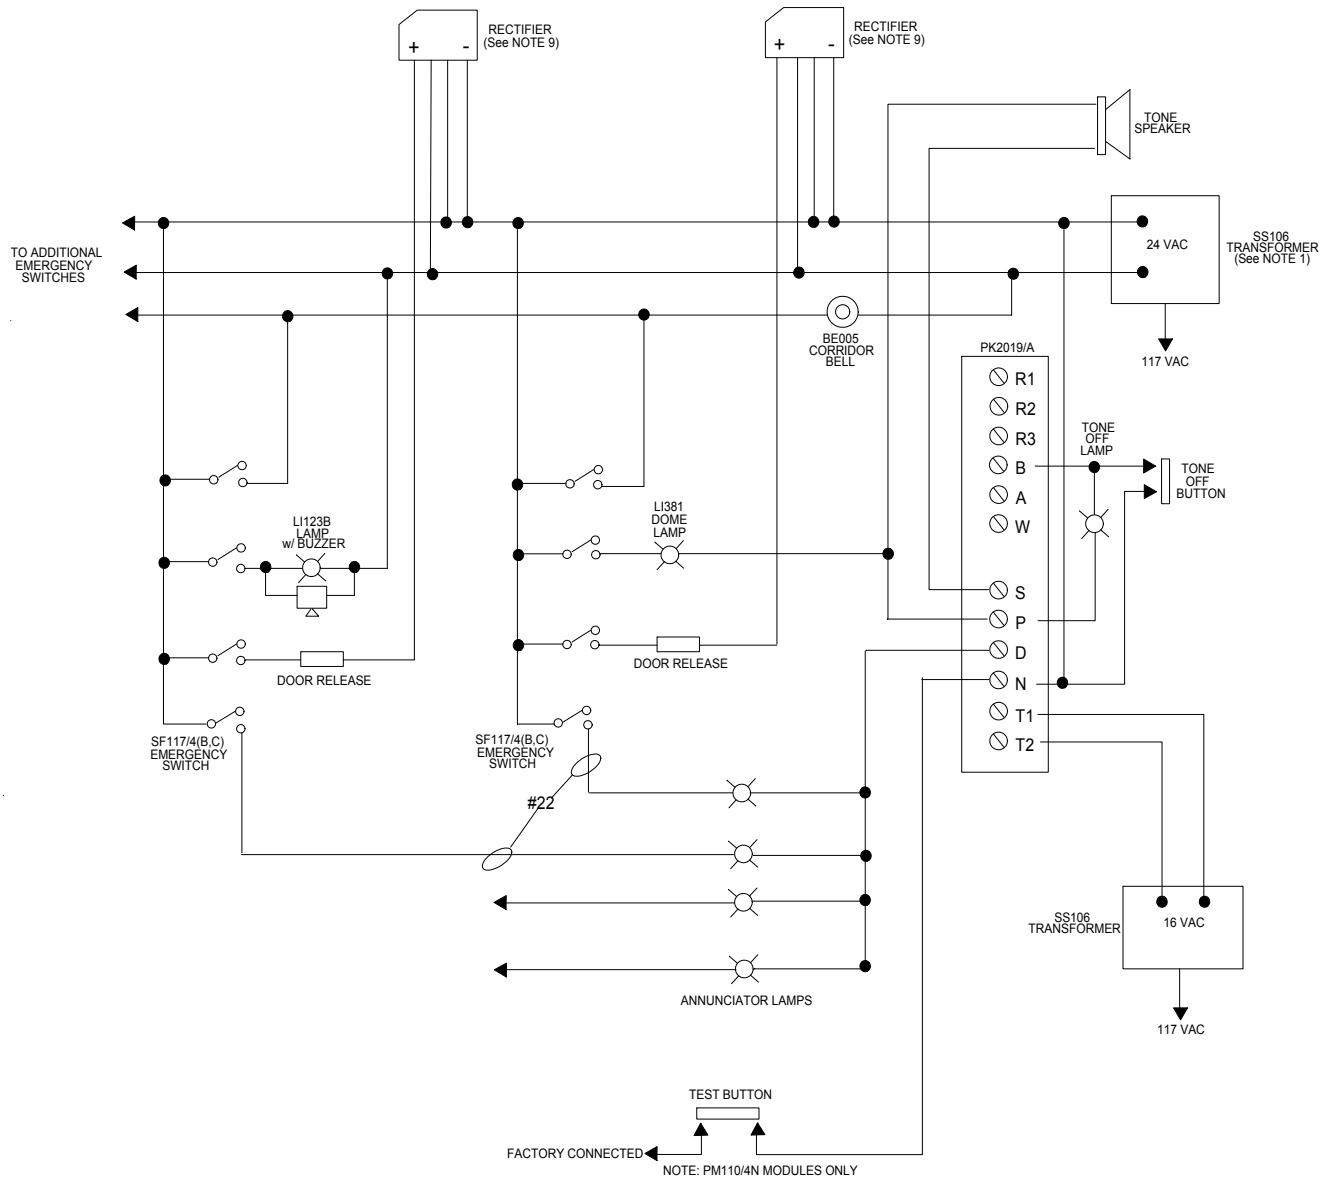 RECTIFIER
(See NOTE 9)
+ -
RECTIFIER
(See NOTE 9)
+ -
TONE
SPEAKER
TO ADDITIONAL
EMERGENCY
SWITCHES
24 VAC
SS106
TRANSFORMER
(See NOTE 1)
117 VAC
BE005
CORRIDOR
BELL
PK2019/A
R1
R2
R3
B
A
W
S
P
D
N
T1
T2
TONE
OFF
LAMP
TONE
OFF
BUTTON
LI123B
LAMP
w/ BUZZER
LI381
DOME
LAMP
DOOR RELEASE
DOOR RELEASE
SF117/4(B,C)
EMERGENCY
SWITCH
SF117/4(B,C)
EMERGENCY
SWITCH
#22
ANNUNCIATOR LAMPS
SS106
TRANSFORMER
16 VAC
117 VAC
TEST BUTTON
FACTORY CONNECTED
NOTE: PM110/4N MODULES ONLY